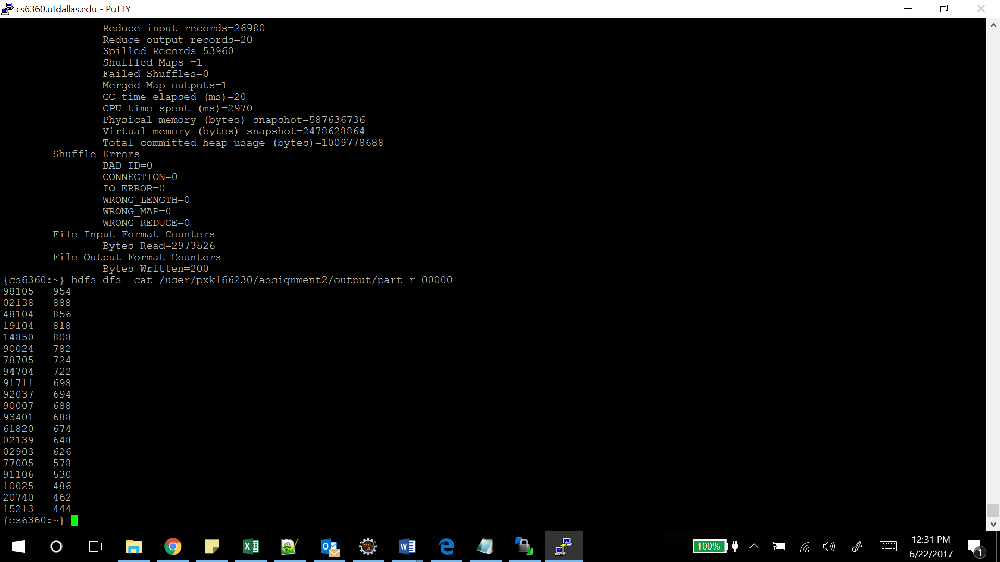 cs6360.utdallas.edu - PuTTY
Reduce input records=26980
Reduce output records=20
Spilled Records=53960
Shuffled Maps =1
Failed Shuffles=0
Merged Map outputs=1
GC time elapsed (ms)=20
CPU time spent (ms)=2970
Physical memory (bytes) snapshot=587636736
Virtual memory (bytes) snapshot=2478628864
Total committed heap usage (bytes)=1009778688
Shuffle Errors
BAD_ID=0
CONNECTION=0
IO_ERROR=0
WRONG_LENGTH=0
WRONG_MAP=0
WRONG_REDUCE=0
File Input Format Counters
Bytes Read=2973526
File Output Format Counters
Bytes Written=200
{cs6360:~} hdfs dfs -cat /user/pxk166230/assignment2/output/part-r-00000
98105 954
02138 888
48104 856
19104 818
14850 808
90024 782
78705 724
94704 722
91711 698
92037 694
90007 688
93401 688
61820 674
02139 648
02903 626
77005 578
91106 530
10025 486
20740 462
15213 444
{cs6360:~}
100% 12:31 PM
6/22/2017 1